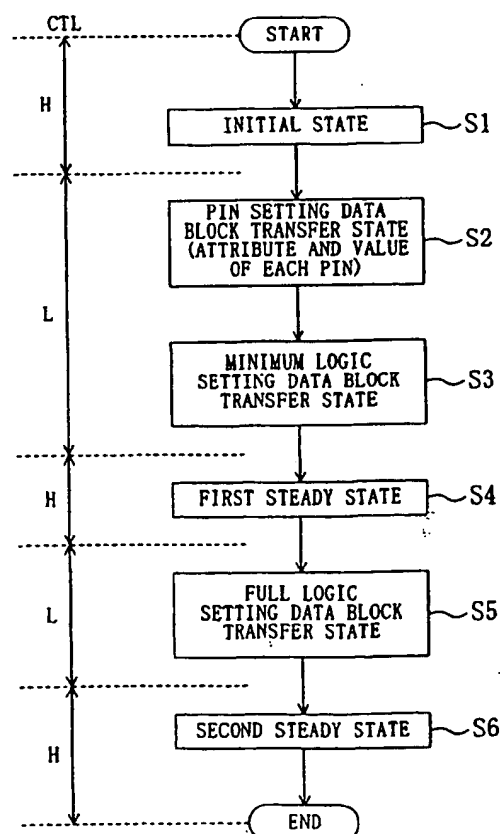 CTL
START
H
INITIAL STATE
S1
PIN SETTING DATA
BLOCK TRANSFER STATE
(ATTRIBUTE AND VALUE
OF EACH PIN)
S2
L
MINIMUM LOGIC
SETTING DATA BLOCK
TRANSFER STATE
S3
H
FIRST STEADY STATE
S4
L
FULL LOGIC
SETTING DATA BLOCK
TRANSFER STATE
S5
H
SECOND STEADY STATE
S6
END